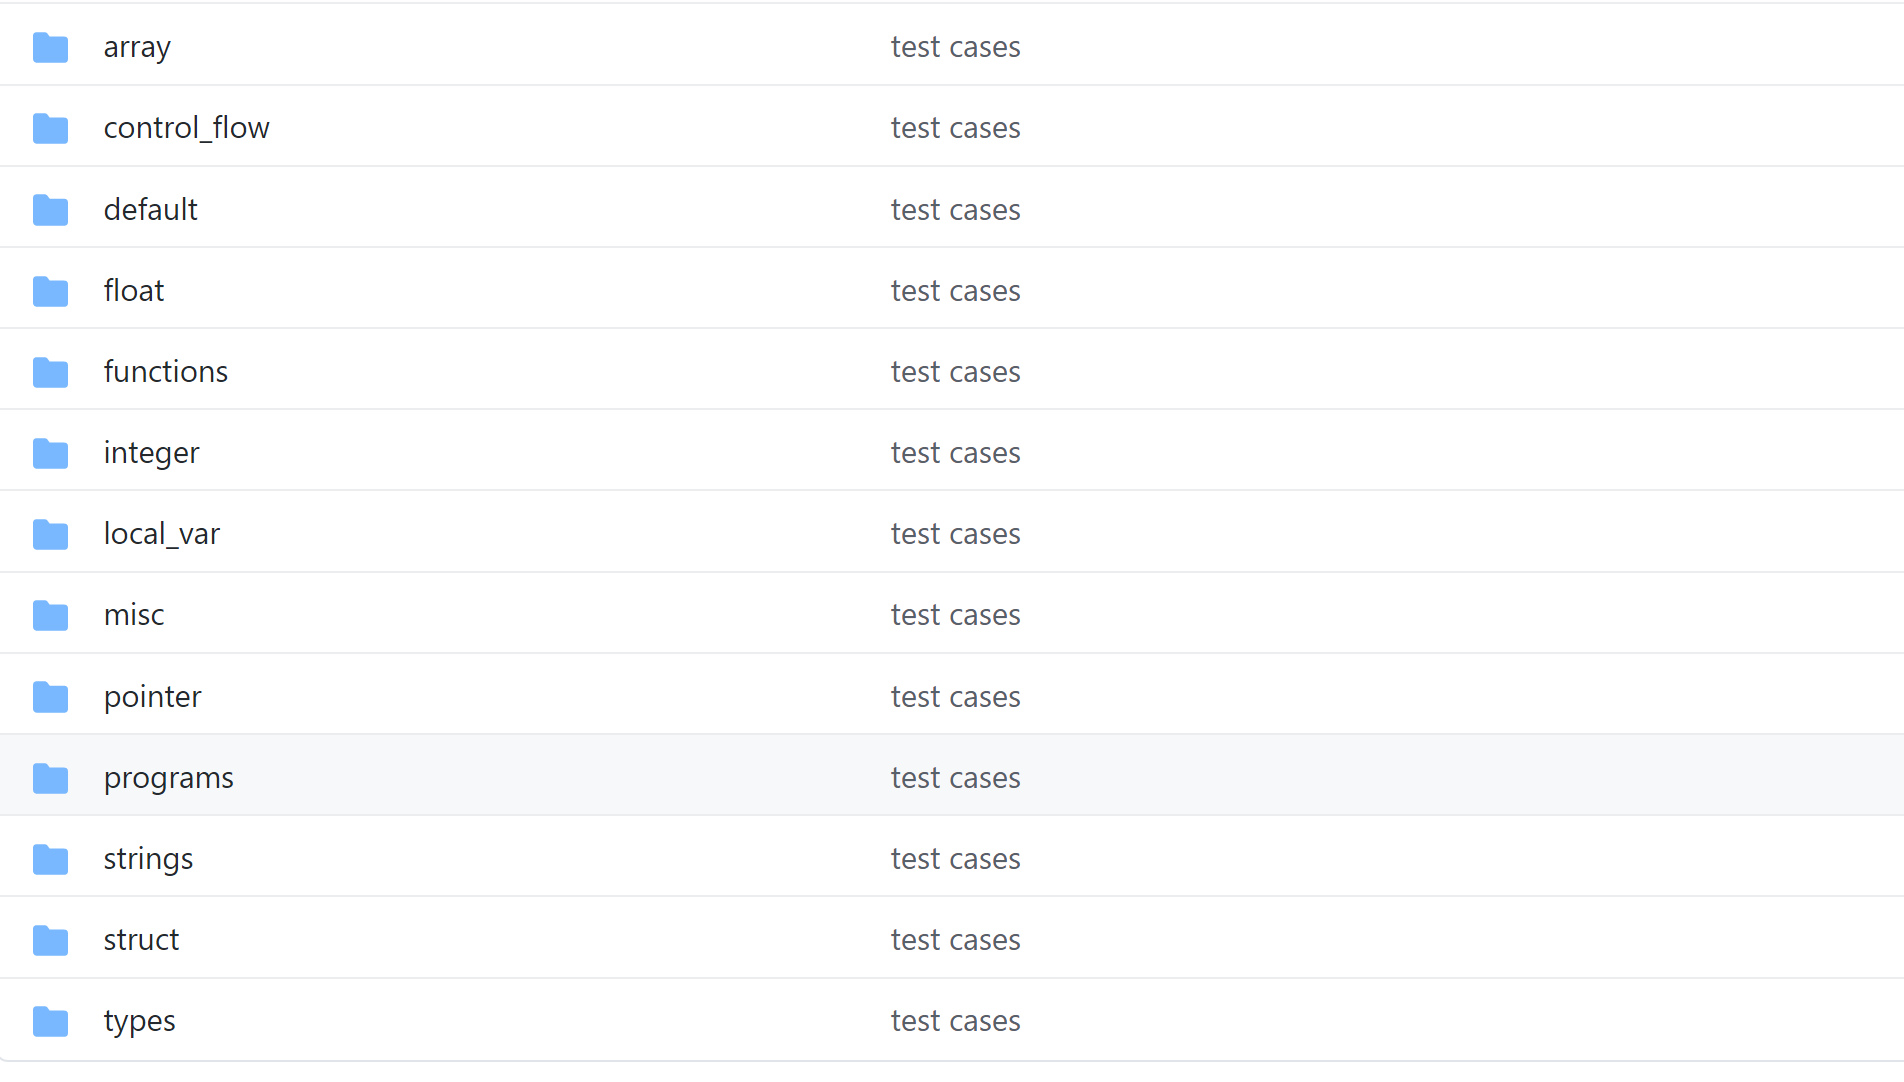 array test cases
control_flow test cases
default test cases
float test cases
functions test cases
integer test cases
local_var test cases
misc test cases
pointer test cases
programs test cases
strings test cases
struct test cases
types test cases